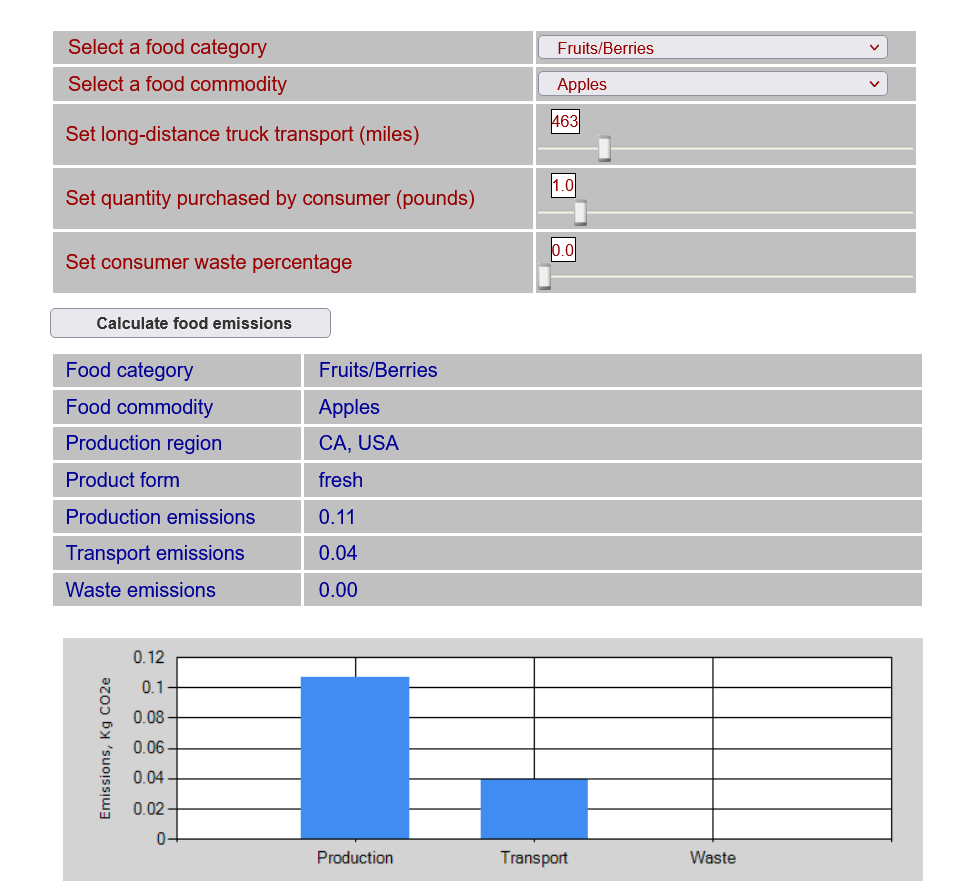 Select a food category Fruits/Berries
Select a food commodity Apples
Set long-distance truck transport (miles) 463
Set quantity purchased by consumer (pounds) 1.0
Set consumer waste percentage 0.0
Calculate food emissions
Food category Fruits/Berries
Food commodity Apples
Production region CA, USA
Product form fresh
Production emissions 0.11
Transport emissions 0.04
Waste emissions 0.00
Emissions, Kg CO2e
0.12
0.1
0.08
0.06
0.04
0.02
0
Production Transport Waste